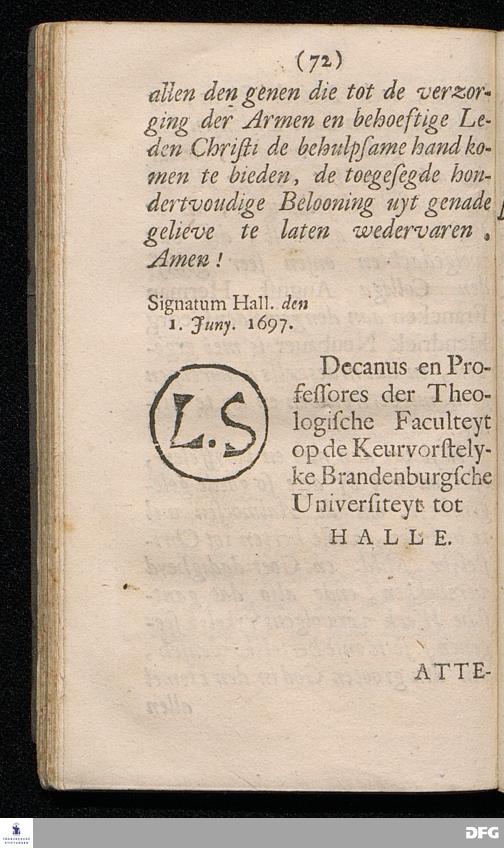 (72)
allen den genen die tot de verzor-
ging der Armen en behoeftige Le-
den Chriſti de behulpſame hand ko-
men te bieden, de toegeſegde hon-
dertvoudige Belooning uyt genade
gelieve te laten wedervaren.
Amen!
Signatum Hall. den
1. Juny. 1697.
L.S
Decanus en Pro-
feſſores der Theo-
logiſche Faculteyt
op de Keurvorſtely-
ke Brandenburgſche
Univerſiteyt tot
HALLE.
ATTE-
DFG